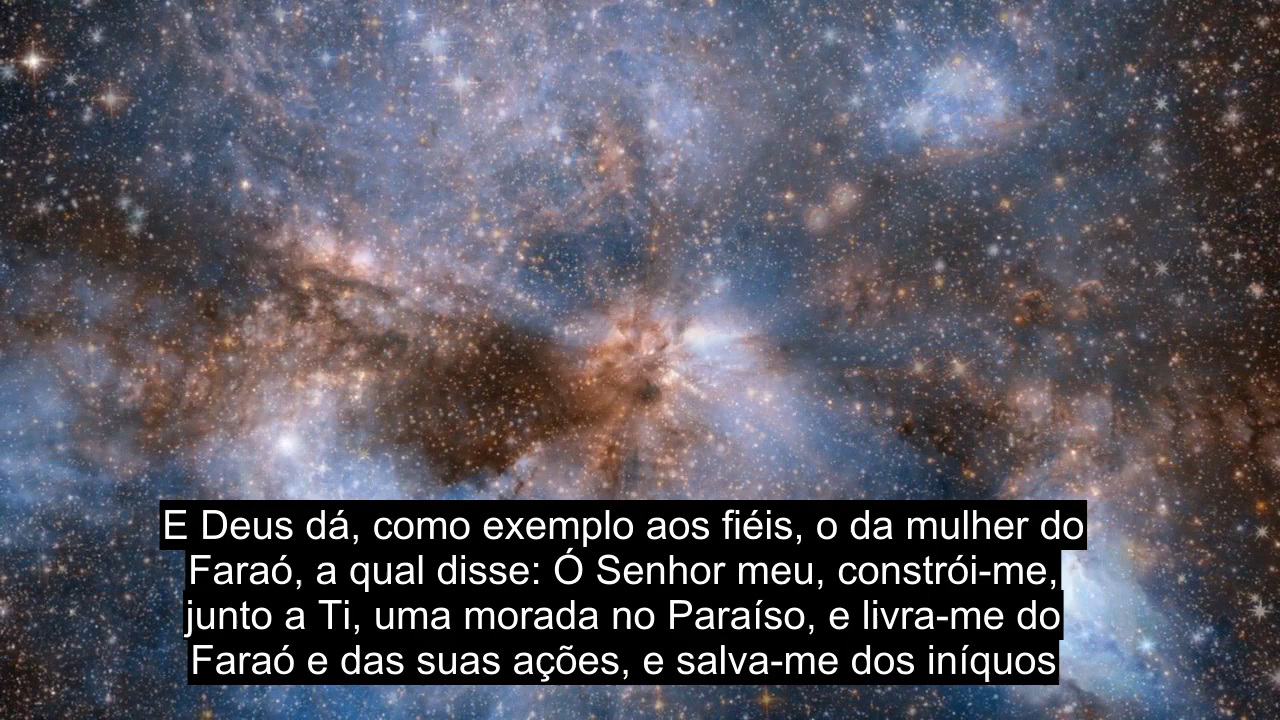 E Deus dá, como exemplo aos fiéis, o da mulher do
Faraó, a qual disse: Ó Senhor meu, constrói-me,
junto a Ti, uma morada no Paraíso, e livra-me do
Faraó e das suas ações, e salva-me dos iníquos